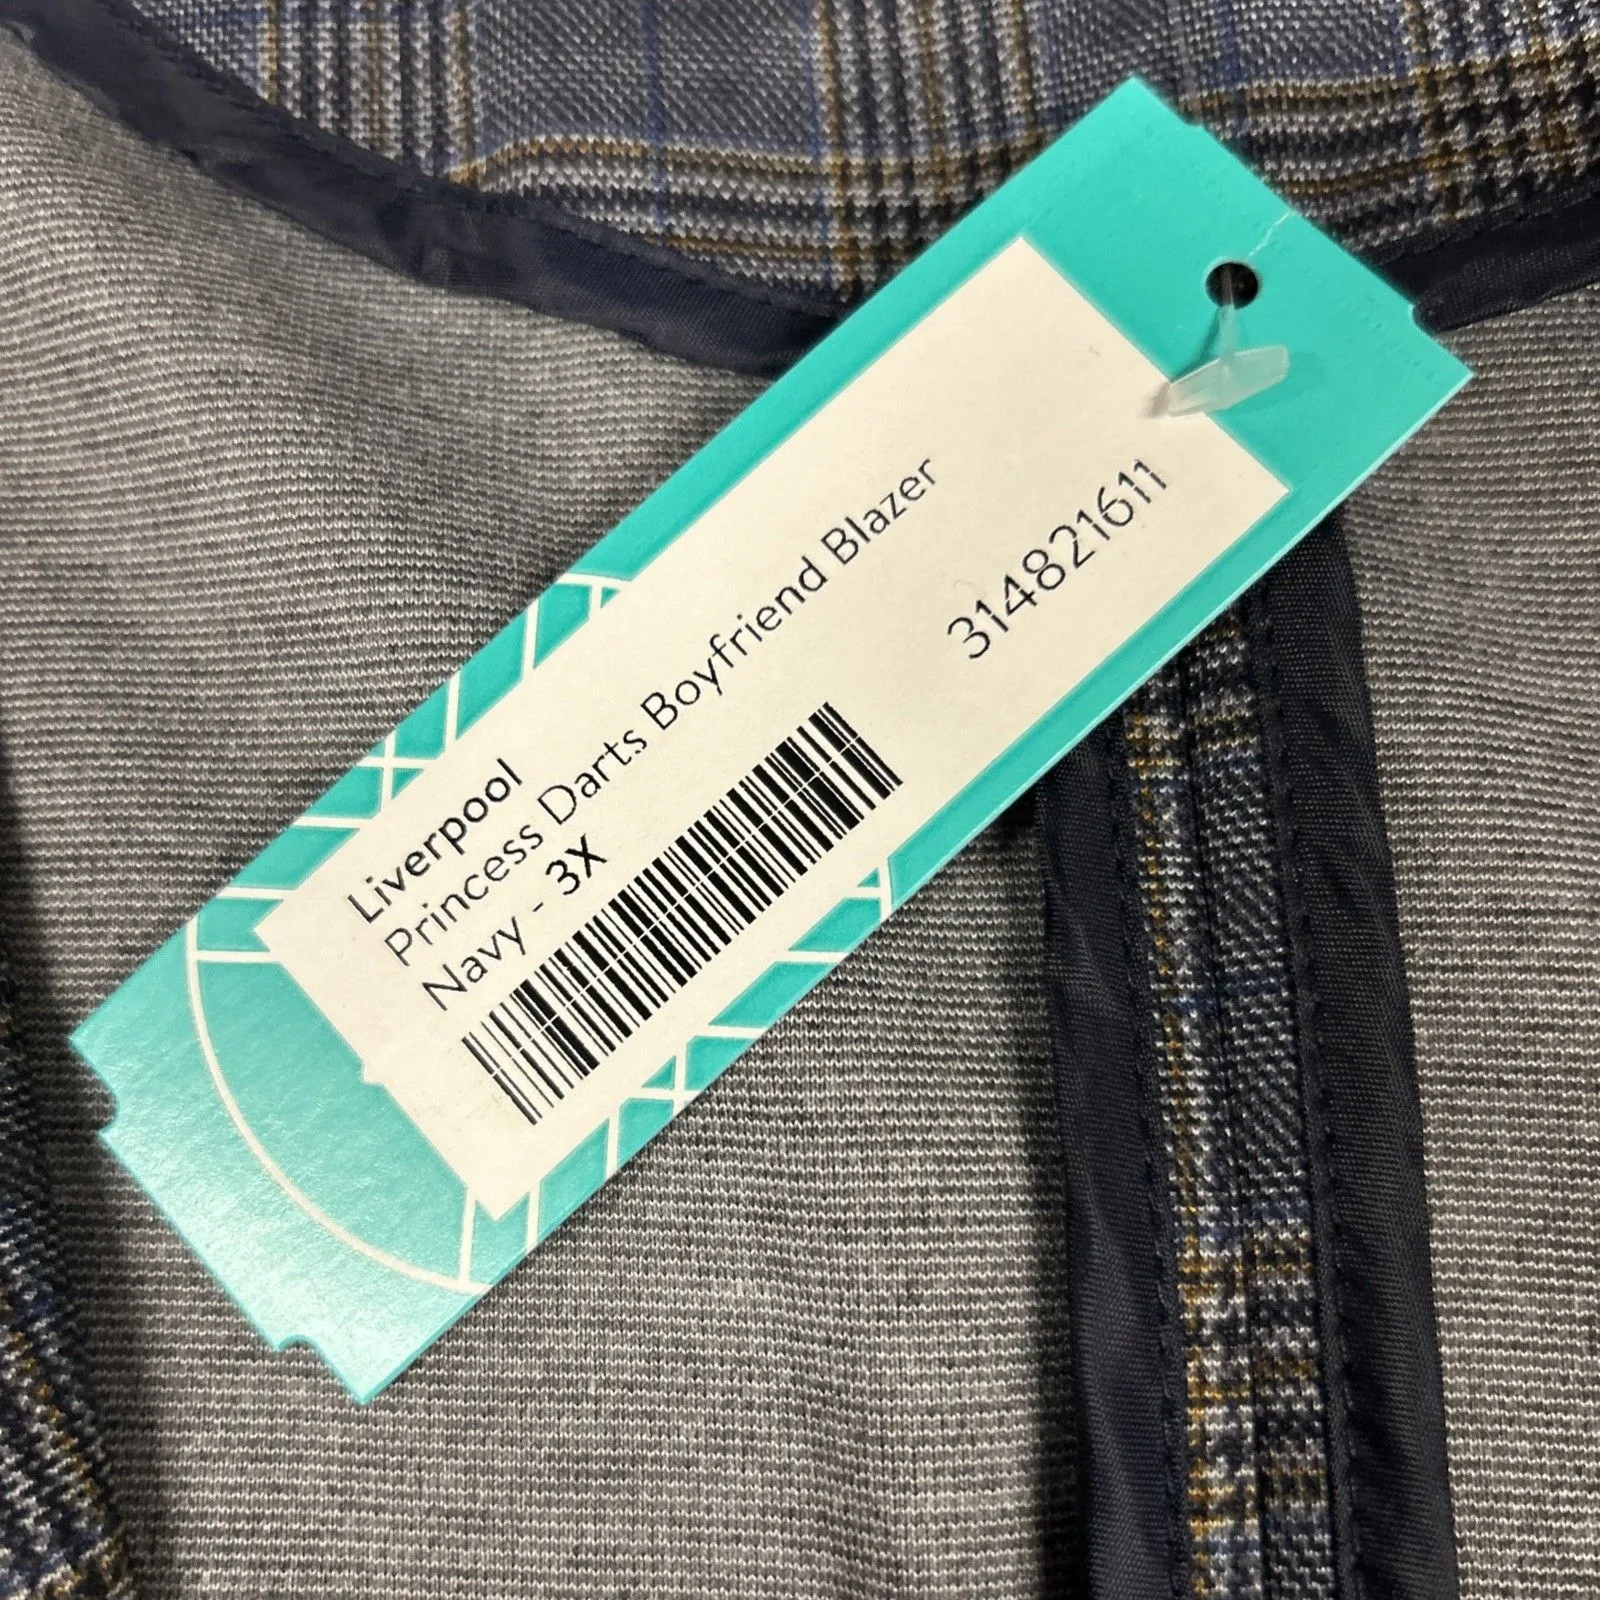 Liverpool
Princess Darts Boyfriend Blazer
Navy - 3X
314821611